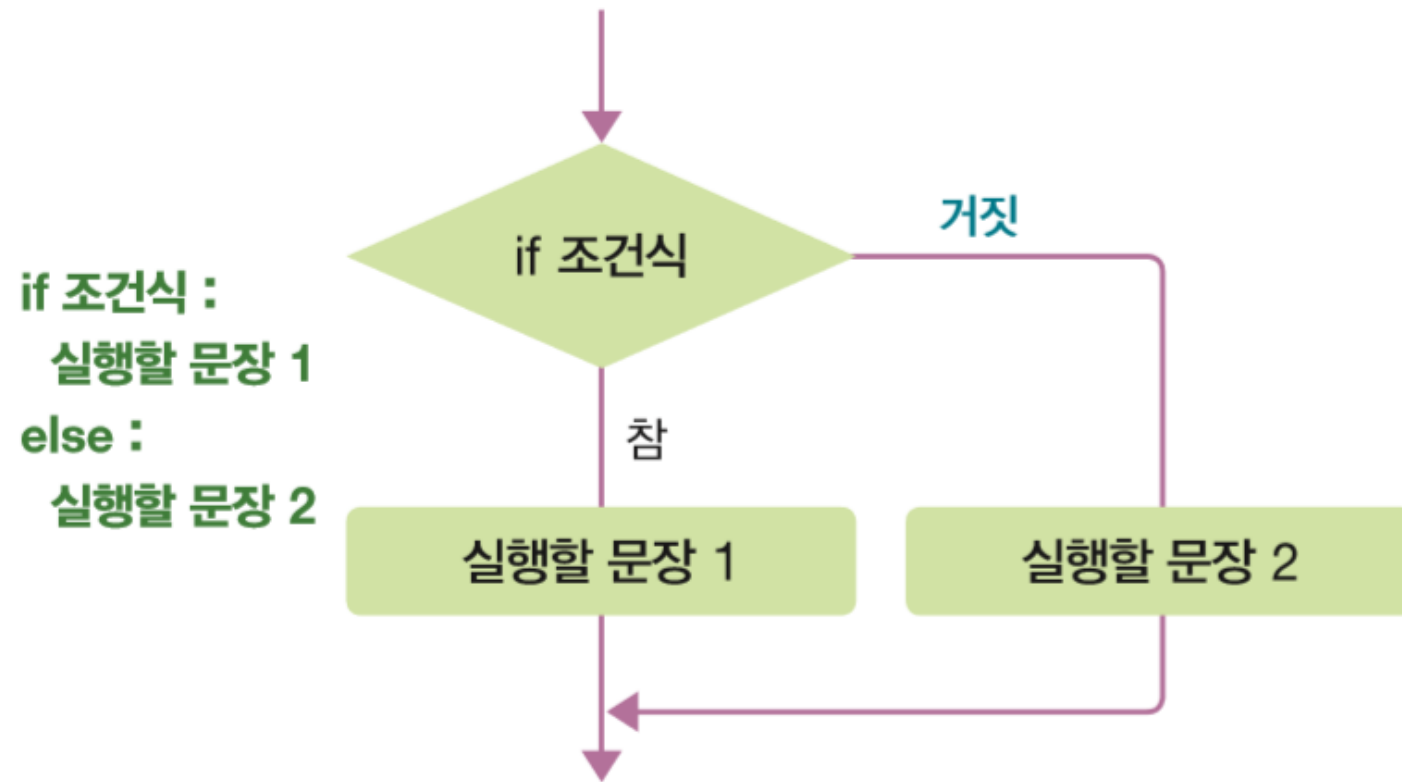 if 조건식 :
실행할 문장 1
else :
실행할 문장 2
if 조건식
거짓
참
실행할 문장 1
실행할 문장 2